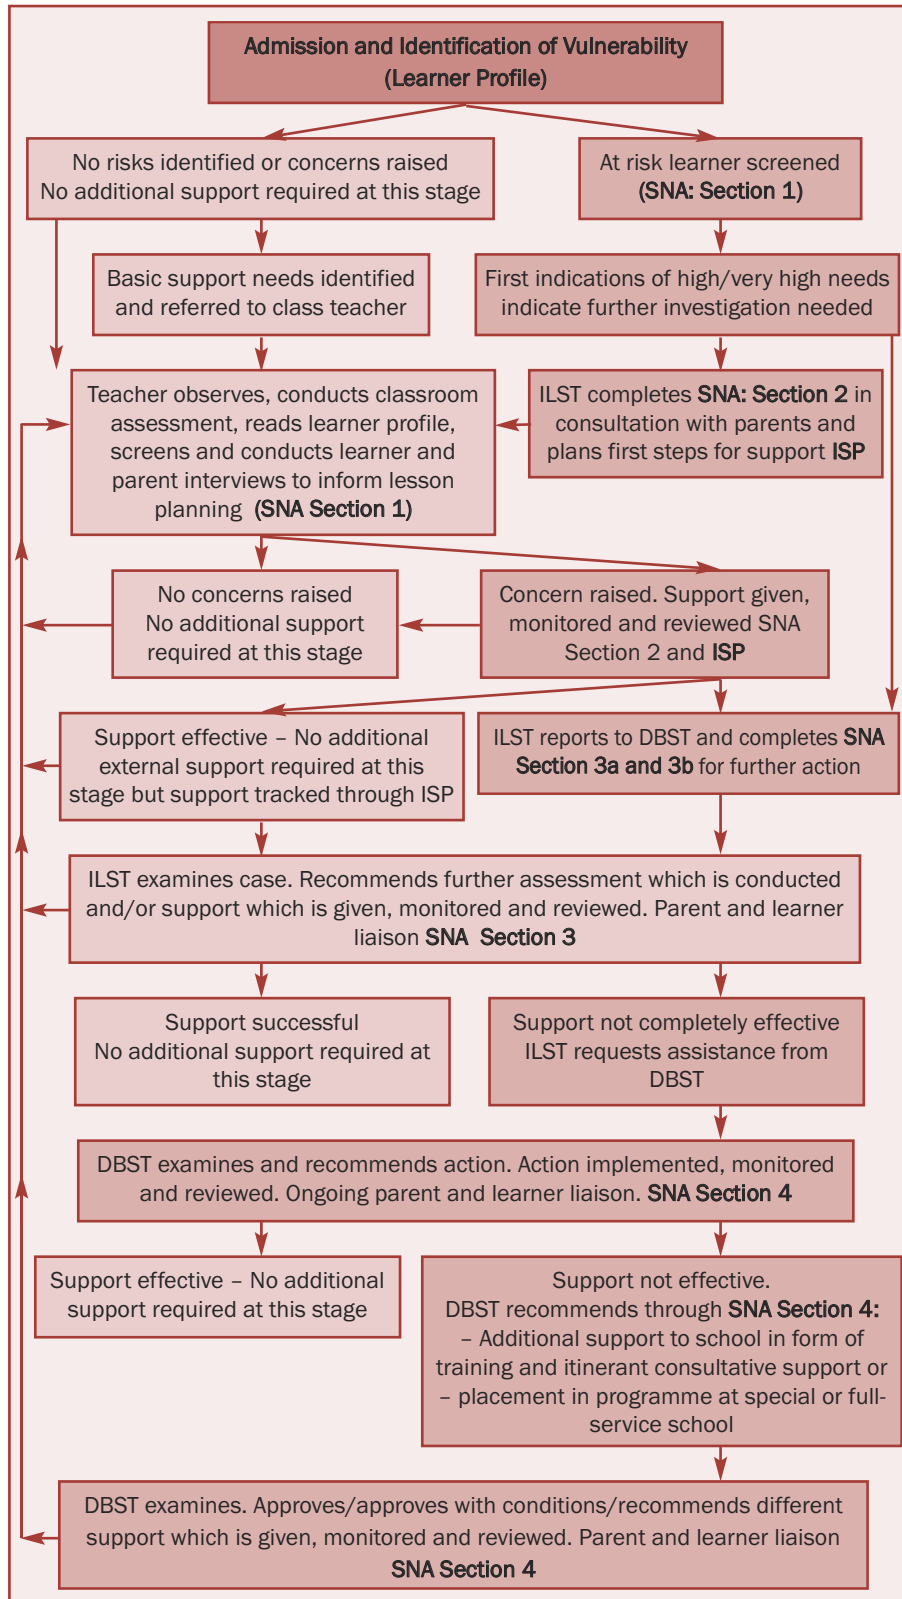 Admission and Identification of Vulnerability
(Learner Profile)
No risks identified or concerns raised
No additional support required at this stage
At risk learner screened
(SNA: Section 1)
Basic support needs identified
and referred to class teacher
First indications of high/very high needs
indicate further investigation needed
Teacher observes, conducts classroom
assessment, reads learner profile,
screens and conducts learner and
parent interviews to inform lesson
planning (SNA Section 1)
ILST completes SNA: Section 2 in
consultation with parents and
plans first steps for support ISP
No concerns raised
No additional support
required at this stage
Concern raised. Support given,
monitored and reviewed SNA
Section 2 and ISP
Support effective – No additional
external support required at this
stage but support tracked through ISP
ILST reports to DBST and completes SNA
Section 3a and 3b for further action
ILST examines case. Recommends further assessment which is conducted
and/or support which is given, monitored and reviewed. Parent and learner
liaison SNA Section 3
Support successful
No additional support required at
this stage
Support not completely effective
ILST requests assistance from
DBST
DBST examines and recommends action. Action implemented, monitored
and reviewed. Ongoing parent and learner liaison. SNA Section 4
Support effective – No additional
support required at this stage
Support not effective.
DBST recommends through SNA Section 4:
– Additional support to school in form of
training and itinerant consultative support or
– placement in programme at special or full-
service school
DBST examines. Approves/approves with conditions/recommends different
support which is given, monitored and reviewed. Parent and learner liaison
SNA Section 4